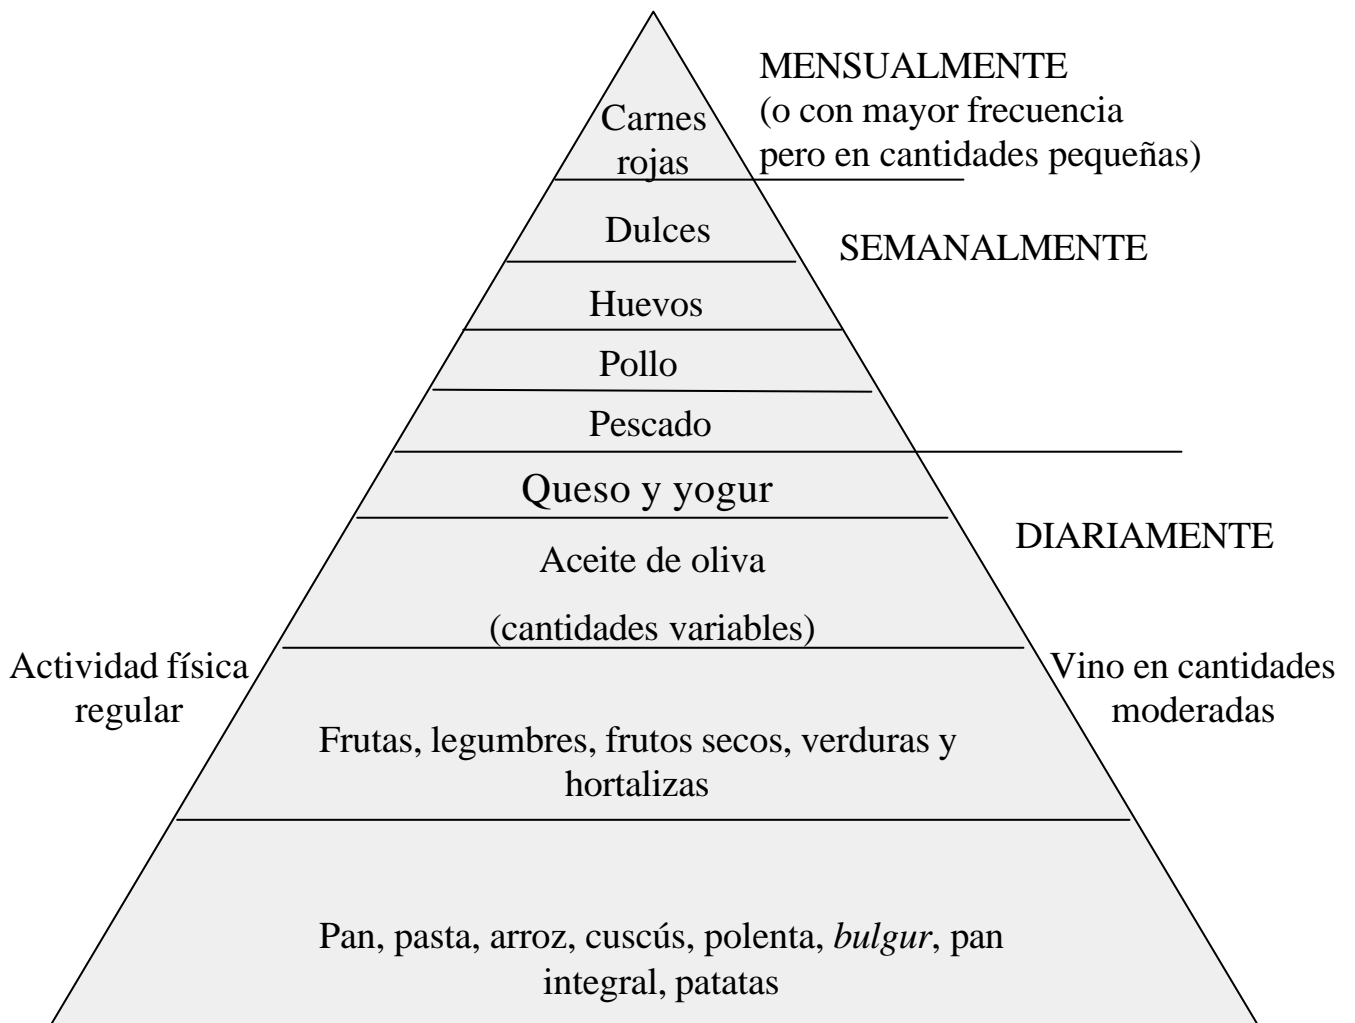 MENSUALMENTE
(o con mayor frecuencia
pero en cantidades pequeñas)
Carnes
rojas
Dulces
SEMANALMENTE
Huevos
Pollo
Pescado
Queso y yogur
DIARIAMENTE
Aceite de oliva
(cantidades variables)
Actividad física
regular
Vino en cantidades
moderadas
Frutas, legumbres, frutos secos, verduras y
hortalizas
Pan, pasta, arroz, cuscús, polenta, bulgur, pan
integral, patatas